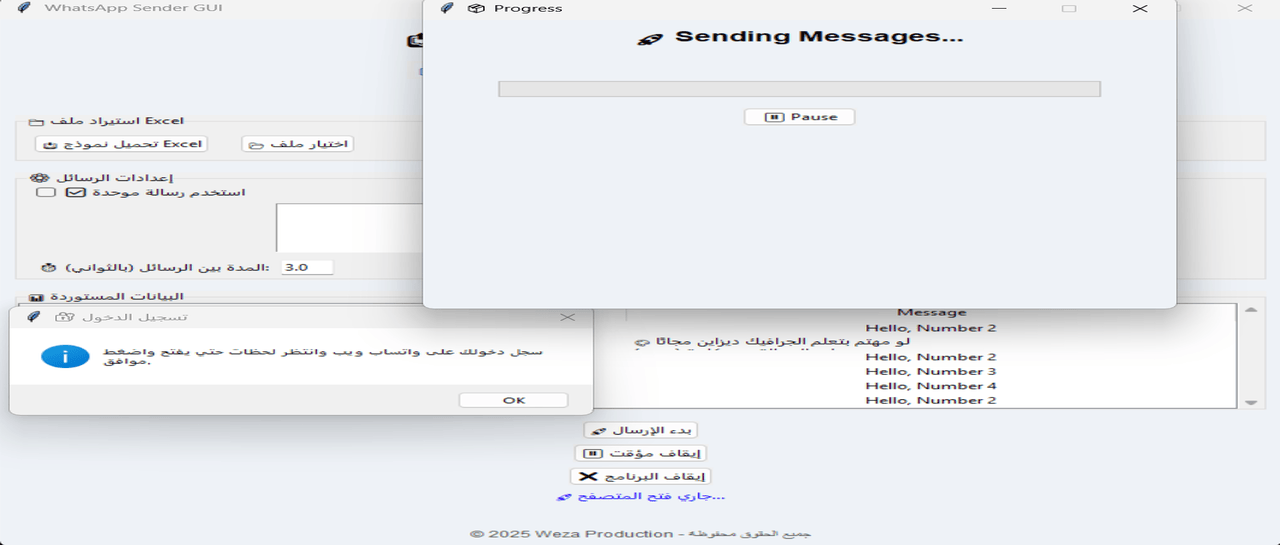 WhatsApp Sender GUI
Progress
Sending Messages...
Pause
استيراد ملف Excel
تحميل نموذج Excel
اختيار ملف
إعدادات الرسائل
استخدم رسالة موحدة
المدة بين الرسائل (بالثواني):
3.0
البيانات المستوردة
تسجيل الدخول
سجل دخولك على واتساب ويب وانتظر لحظات حتي يفتح واضغط
موافق.
OK
Message
Hello, Number 2
لو مهتم بتعلم الجرافيك ديزاين مجانًا
Hello, Number 2
Hello, Number 3
Hello, Number 4
Hello, Number 2
بدء الإرسال
إيقاف مؤقت
إيقاف البرنامج
جاري فتح المتصفح...
© 2025 Weza Production - جميع الحقوق محفوظة